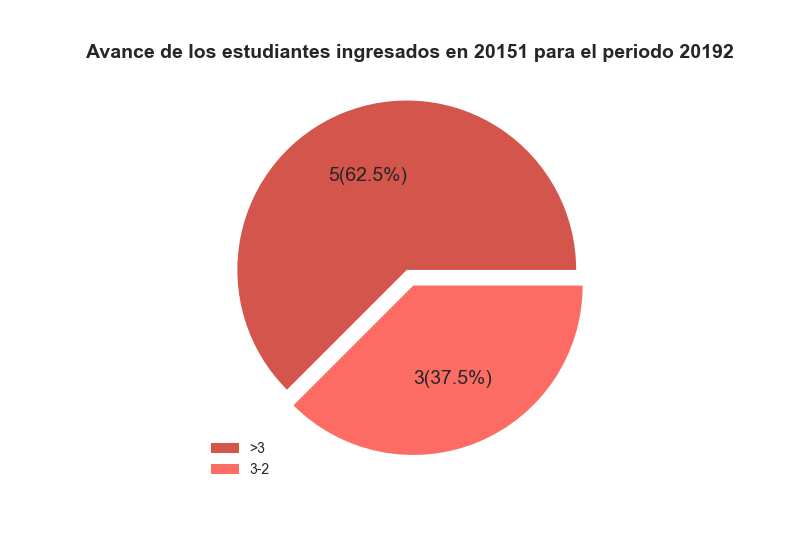 Avance de los estudiantes ingresados en 20151 para el periodo 20192
5(62.5%)
3(37.5%)
>3
3-2